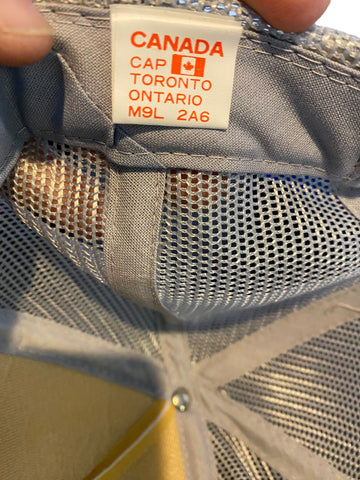 CANADA
CAP
TORONTO
ONTARIO
M9L 2A6